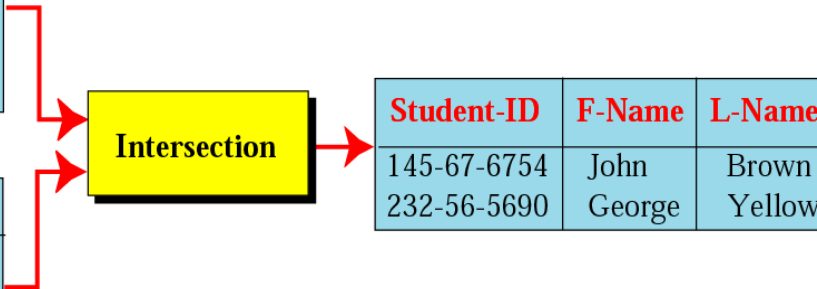 Intersection
Student-ID F-Name L-Name
145-67-6754 John Brown
232-56-5690 George Yellow